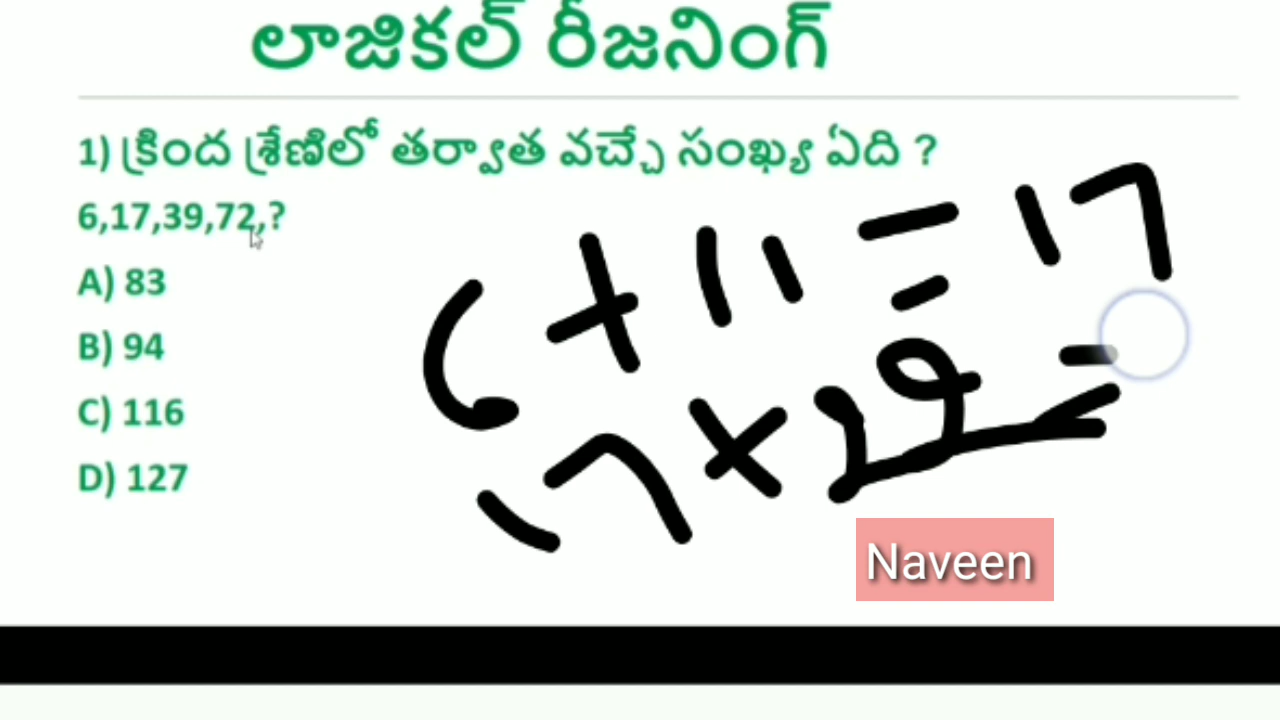 లాజికల్ రీజనింగ్
1) క్రింద శ్రేణిలో తర్వాత వచ్చే సంఖ్య ఏది ?
6,17,39,72,?
A) 83
B) 94
C) 116
D) 127
6 + 11 = 17
17 + 22 =
Naveen